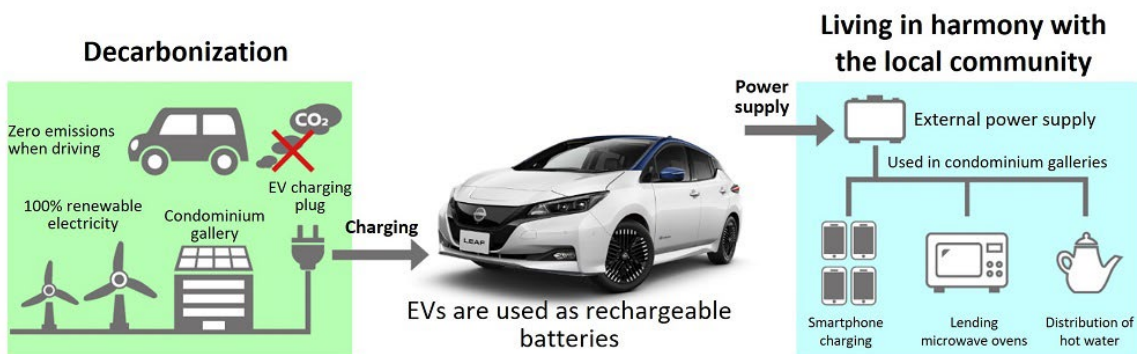 Decarbonization
Zero emissions
when driving
CO₂
EV charging
plug
100% renewable
electricity
Condominium
gallery
Charging
LEAF
EVs are used as rechargeable
batteries
Living in harmony with
the local community
Power
supply
External power supply
Used in condominium galleries
Smartphone
charging
Lending
microwave ovens
Distribution of
hot water